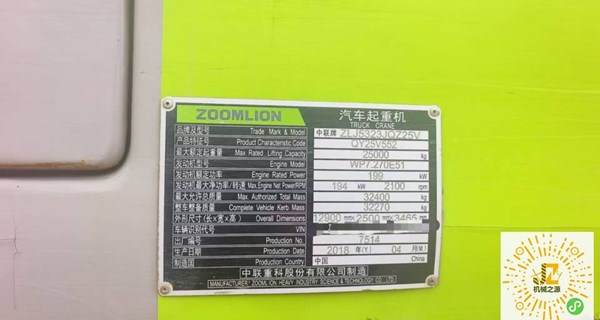 ZOOMLION 汽车起重机
TRUCK CRANE
品牌及型号 Trade Mark & Model 中联牌 ZLJ5323JQZ25V
产品特征号 Product Characteristic Code QY25V552
最大额定起重量 Max Rated Lifting Capacity 25000 kg
发动机型号 Engine Model WP7.270E51
发动机额定功率 Engine Rated Power 199 kW
发动机最大净功率/转速 Max.Engine Net Power/RPM 194 kW 2100 rpm
最大允许总质量 Max Authorized Total Mass 32400 kg
整车整备质量 Complete Vehicle Kerb Mass 32270 kg
外形尺寸(长×宽×高) Overall Dimensions 12900 mm×2500 mm×3465 mm
车辆识别代号 VIN
出厂编号 Production No. 7514
生产日期 Production Date 2018 年(Y.) 04 月(M.)
制造国 Production Country 中国 China
中联重科股份有限公司制造
MANUFACTURER: ZOOMLION HEAVY INDUSTRY SCIENCE & TECHNOLOGY CO., LTD.
机械之源